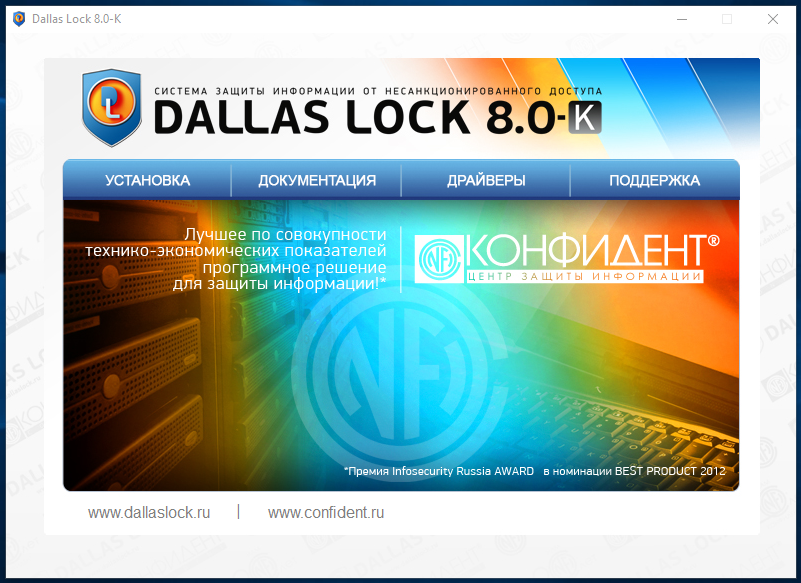 Dallas Lock 8.0-K
СИСТЕМА ЗАЩИТЫ ИНФОРМАЦИИ ОТ НЕСАНКЦИОНИРОВАННОГО ДОСТУПА
DALLAS LOCK 8.0-K
УСТАНОВКА ДОКУМЕНТАЦИЯ ДРАЙВЕРЫ ПОДДЕРЖКА
Лучшее по совокупности
технико-экономических показателей
программное решение
для защиты информации!*
КОНФИДЕНТ®
ЦЕНТР ЗАЩИТЫ ИНФОРМАЦИИ
*Премия Infosecurity Russia AWARD в номинации BEST PRODUCT 2012
www.dallaslock.ru | www.confident.ru